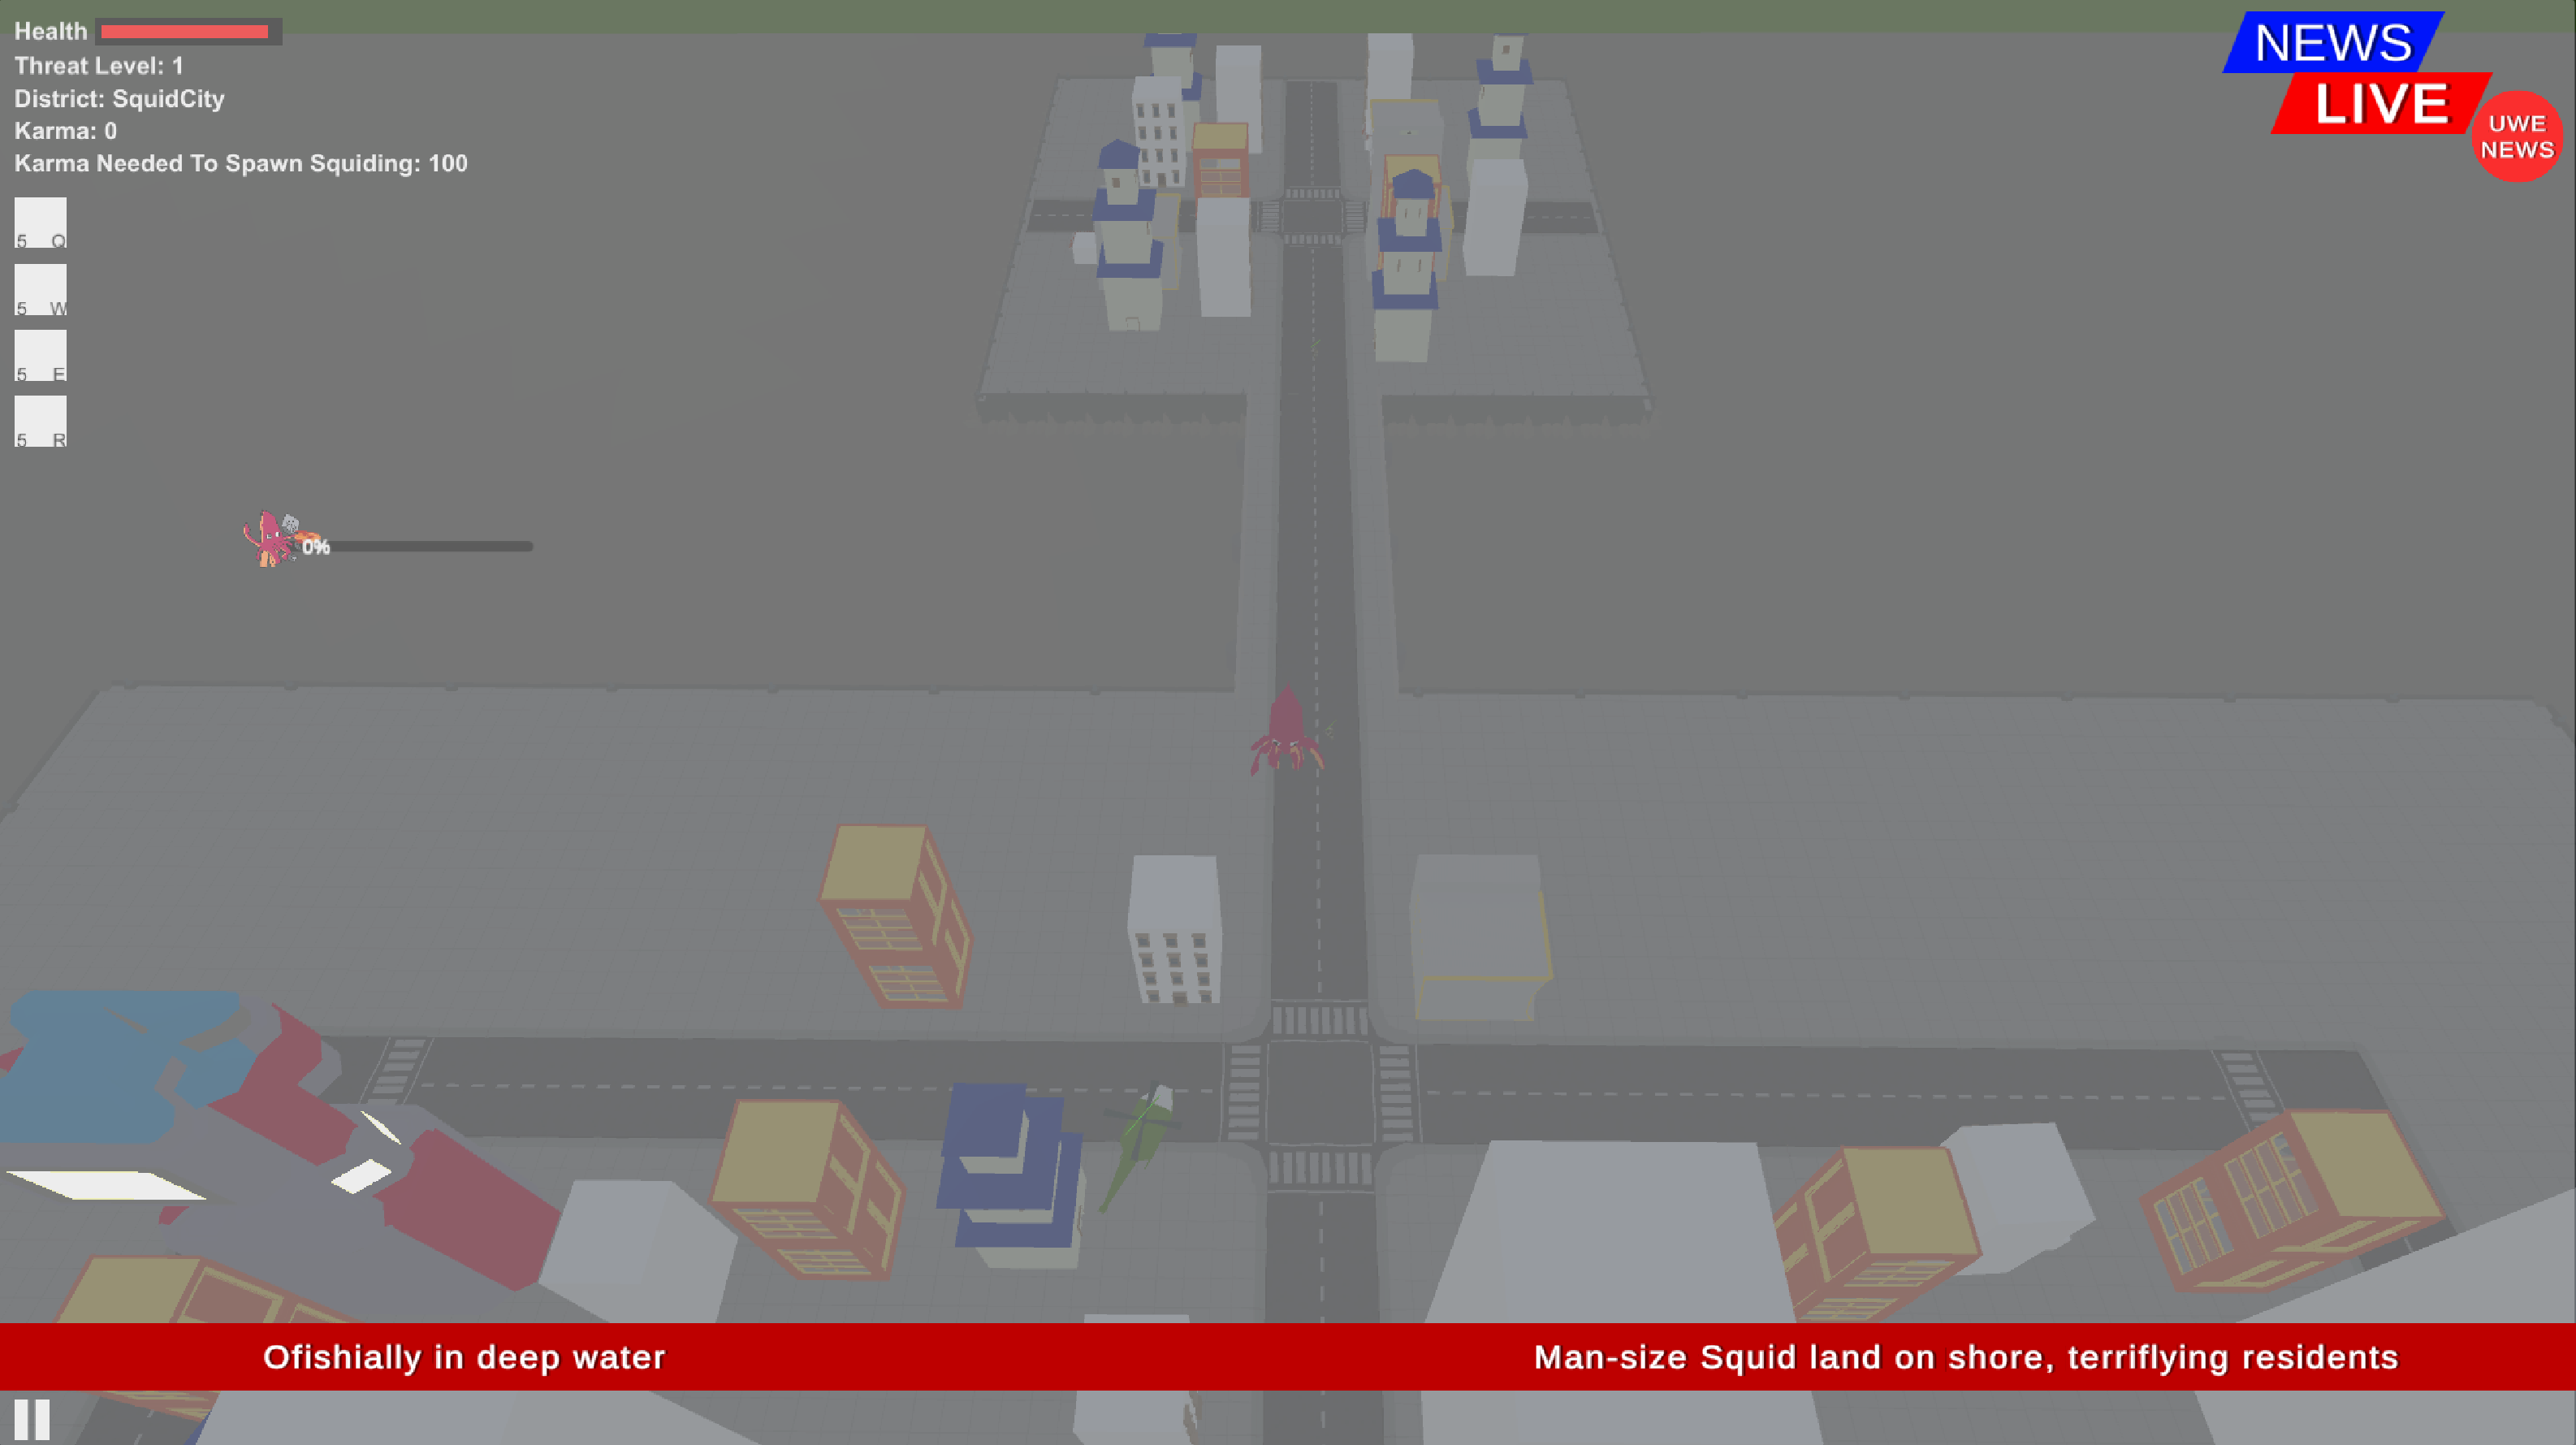 Health
Threat Level: 1
District: SquidCity
Karma: 0
Karma Needed To Spawn Squiding: 100
5 Q
5 W
5 E
5 R
0%
NEWS
LIVE
UWE
NEWS
Ofishially in deep water
Man-size Squid land on shore, terriflying residents